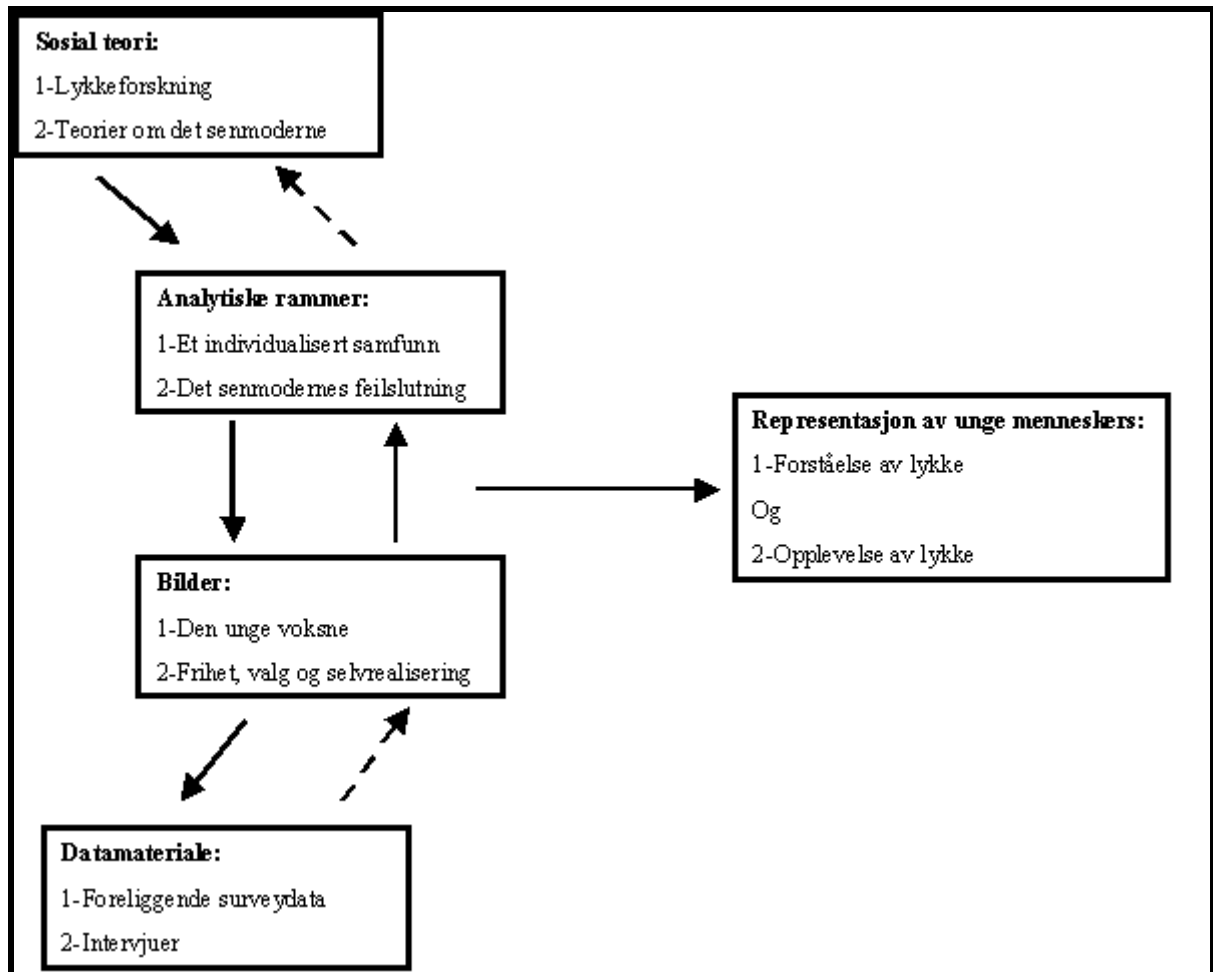 Sosial teori:
1-Lykkeforskning
2-Teorier om det senmoderne
Analytiske rammer:
1-Et individualisert samfunn
2-Det senmodernes feilslutning
Representasjon av unge menneskers:
1-Forståelse av lykke
Og
2-Opplevelse av lykke
Bilder:
1-Den unge voksne
2-Frihet, valg og selvrealisering
Datamateriale:
1-Foreliggende surveydata
2-Intervjuer